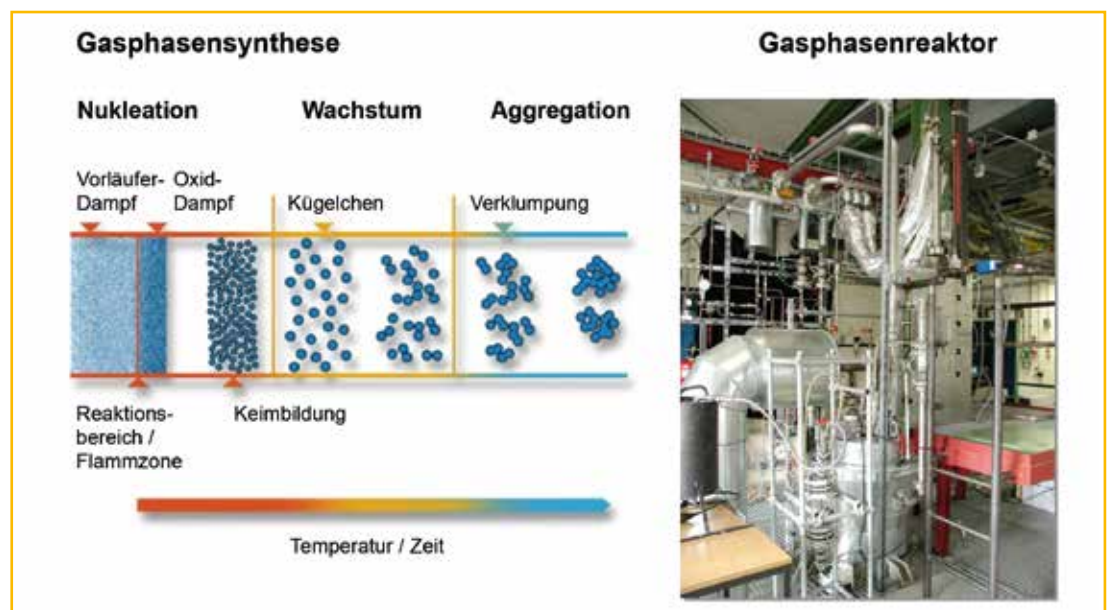 Gasphasensynthese
Gasphasenreaktor
Nukleation
Wachstum
Aggregation
Vorläufer-
Dampf
Oxid-
Dampf
Kügelchen
Verklumpung
Reaktions-
bereich /
Flammzone
Keimbildung
Temperatur / Zeit